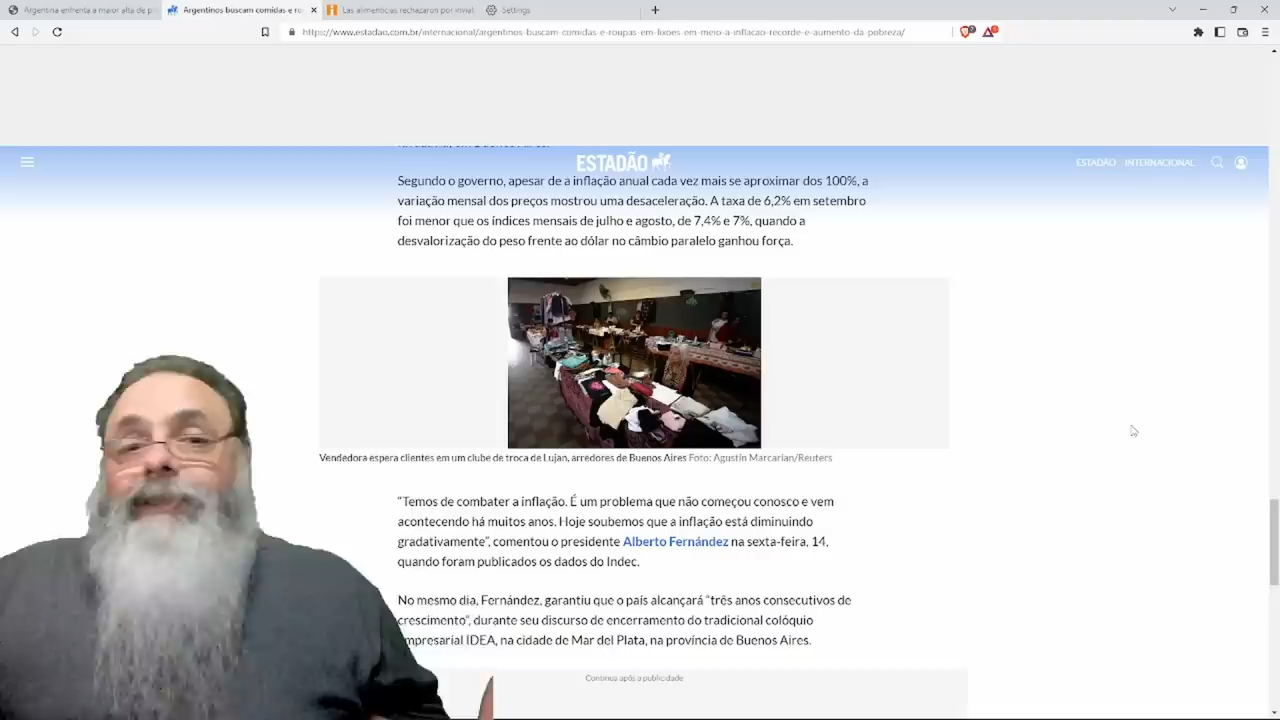 Argentina enfrenta a maior alta de p
Argentinos buscam comidas e ro
Las alimenticias rechazaron por invial
Settings
https://www.estadao.com.br/internacional/argentinos-buscam-comidas-e-roupas-em-lixoes-em-meio-a-inflacao-recorde-e-aumento-da-pobreza/
ESTADÃO
ESTADÃO INTERNACIONAL
Segundo o governo, apesar de a inflação anual cada vez mais se aproximar dos 100%, a
variação mensal dos preços mostrou uma desaceleração. A taxa de 6,2% em setembro
foi menor que os índices mensais de julho e agosto, de 7,4% e 7%, quando a
desvalorização do peso frente ao dólar no câmbio paralelo ganhou força.
Vendedora espera clientes em um clube de troca de Lujan, arredores de Buenos Aires Foto: Agustin Marcarian/Reuters
“Temos de combater a inflação. É um problema que não começou conosco e vem
acontecendo há muitos anos. Hoje soubemos que a inflação está diminuindo
gradativamente”, comentou o presidente Alberto Fernández na sexta-feira, 14,
quando foram publicados os dados do Indec.
No mesmo dia, Fernández, garantiu que o país alcançará “três anos consecutivos de
crescimento”, durante seu discurso de encerramento do tradicional colóquio
empresarial IDEA, na cidade de Mar del Plata, na província de Buenos Aires.
Continua após a publicidade